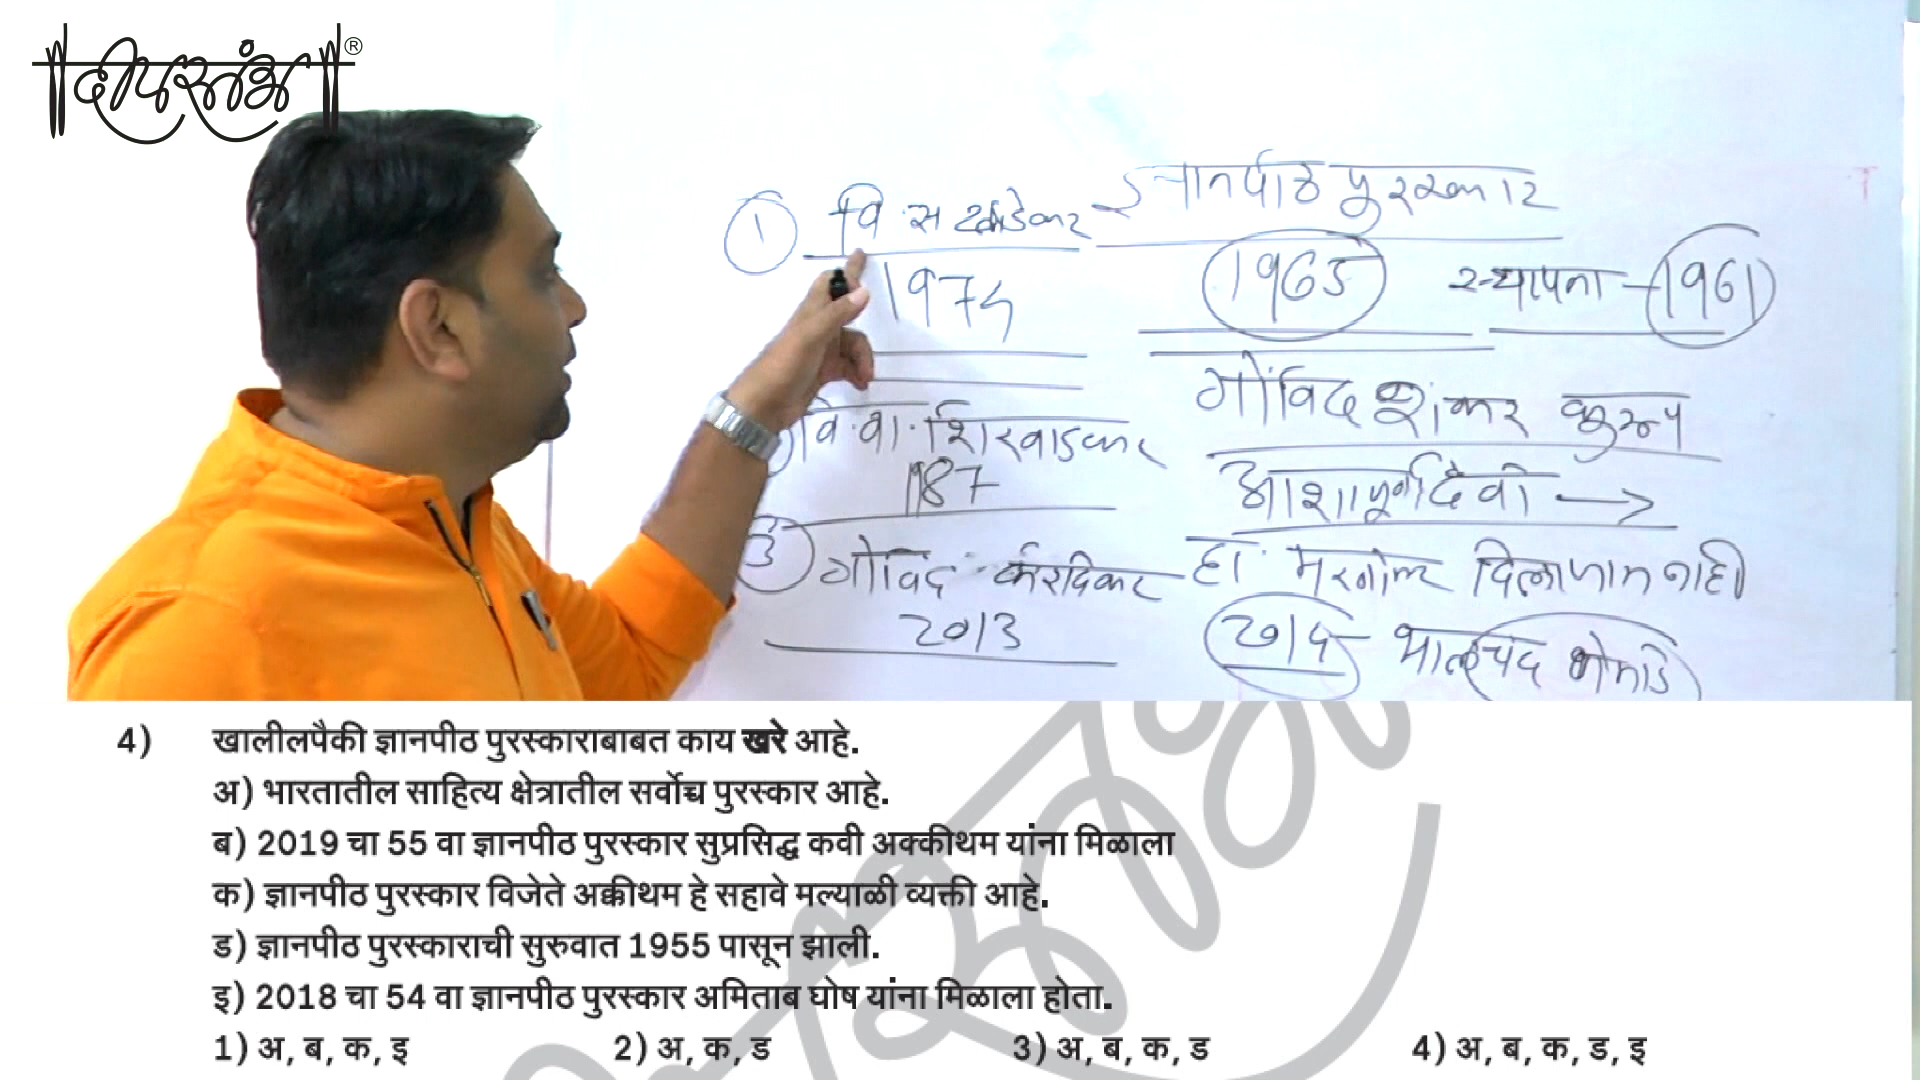 ॥दीपस्तंभ॥®
ज्ञानपीठ पुरस्कार
1 वि. स खांडेकर
1974
1965 स्थापना - 1961
गोविंद शंकर कुरूप
वि. वा. शिरवाडकर
1987
आशापूर्णादेवी →
3 गोविंद करंदिकर
हा मरणोत्तर दिला जात नाही
2013
2014 भालचंद्र नेमाडे
4) खालीलपैकी ज्ञानपीठ पुरस्काराबाबत काय खरे आहे.
अ) भारतातील साहित्य क्षेत्रातील सर्वोच्च पुरस्कार आहे.
ब) 2019 चा 55 वा ज्ञानपीठ पुरस्कार सुप्रसिद्ध कवी अक्कीथम यांना मिळाला
क) ज्ञानपीठ पुरस्कार विजेते अक्कीथम हे सहावे मल्याळी व्यक्ती आहे.
ड) ज्ञानपीठ पुरस्काराची सुरुवात 1955 पासून झाली.
इ) 2018 चा 54 वा ज्ञानपीठ पुरस्कार अमिताब घोष यांना मिळाला होता.
1) अ, ब, क, इ 2) अ, क, ड 3) अ, ब, क, ड 4) अ, ब, क, ड, इ